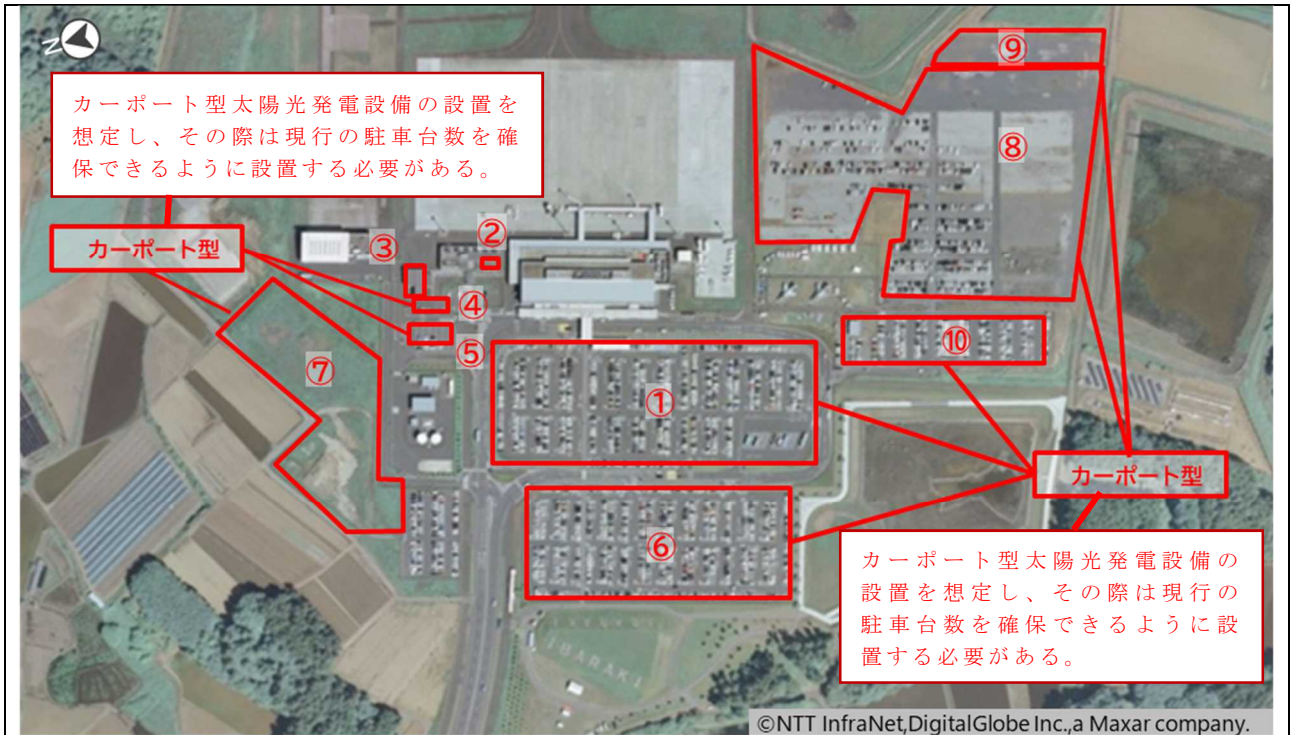 N
⑨
カーポート型太陽光発電設備の設置を
想定し、その際は現行の駐車台数を確
保できるように設置する必要がある。
⑧
カーポート型
③
②
④
⑤
⑦
⑩
①
カーポート型
⑥
カーポート型太陽光発電設備の
設置を想定し、その際は現行の
駐車台数を確保できるように設
置する必要がある。
IBARAKI
©NTT InfraNet,DigitalGlobe Inc.,a Maxar company.